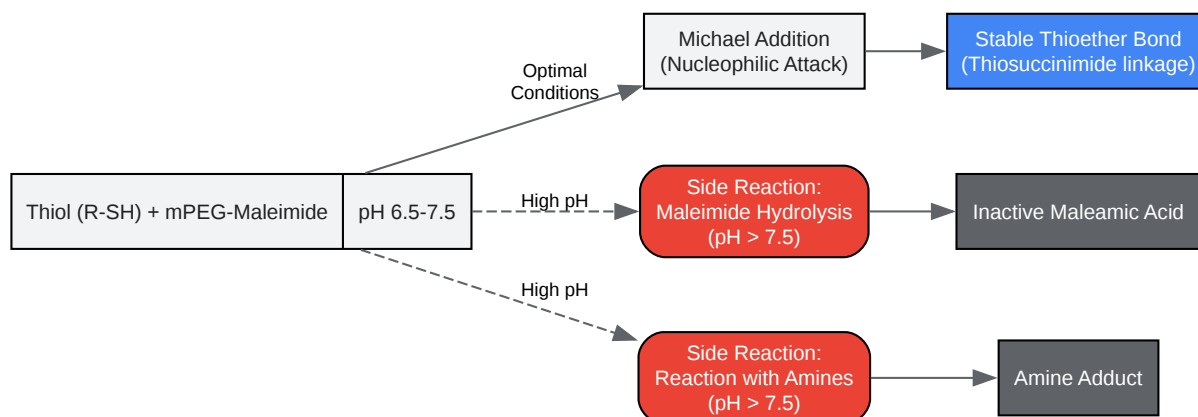 Michael Addition
(Nucleophilic Attack)
Stable Thioether Bond
(Thiosuccinimide linkage)
Optimal
Conditions
Thiol (R-SH) + mPEG-Maleimide
pH 6.5-7.5
High pH
Side Reaction:
Maleimide Hydrolysis
(pH > 7.5)
Inactive Maleamic Acid
High pH
Side Reaction:
Reaction with Amines
(pH > 7.5)
Amine Adduct